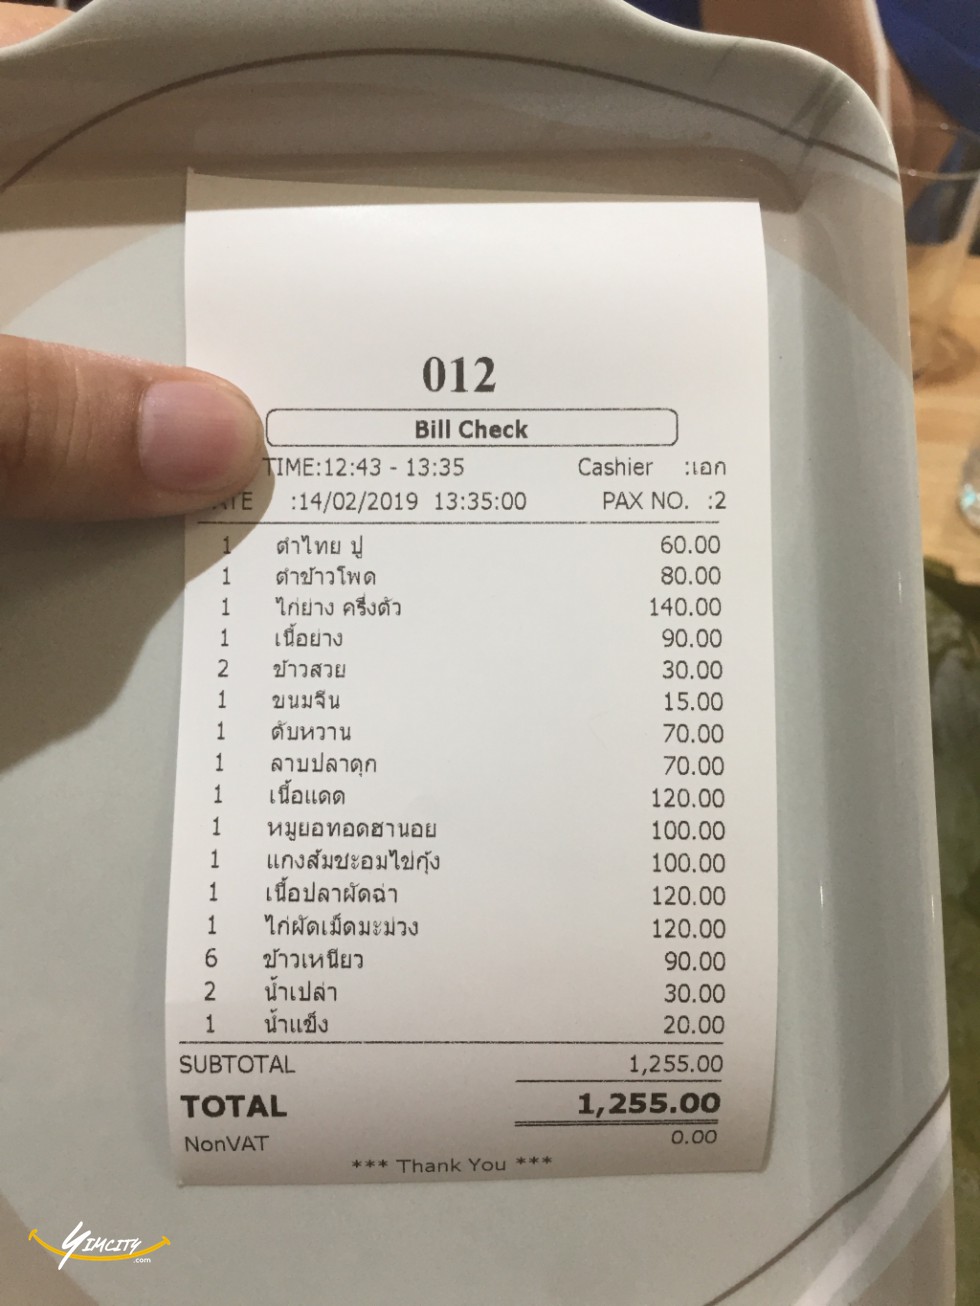 012
Bill Check
TIME:12:43 - 13:35 Cashier :เอก
:14/02/2019 13:35:00 PAX NO. :2
1 ตำไทย ปู 60.00
1 ตำข้าวโพด 80.00
1 ไก่ย่าง ครึ่งตัว 140.00
1 เนื้อย่าง 90.00
2 ข้าวสวย 30.00
1 ขนมจีน 15.00
1 ตับหวาน 70.00
1 ลาบปลาดุก 70.00
1 เนื้อแดด 120.00
1 หมูยอทอดฮานอย 100.00
1 แกงส้มชะอมไข่กุ้ง 100.00
1 เนื้อปลาผัดฉ่า 120.00
1 ไก่ผัดเม็ดมะม่วง 120.00
6 ข้าวเหนียว 90.00
2 น้ำเปล่า 30.00
1 น้ำแข็ง 20.00
SUBTOTAL 1,255.00
TOTAL 1,255.00
NonVAT 0.00
*** Thank You ***
YIMCITY.com